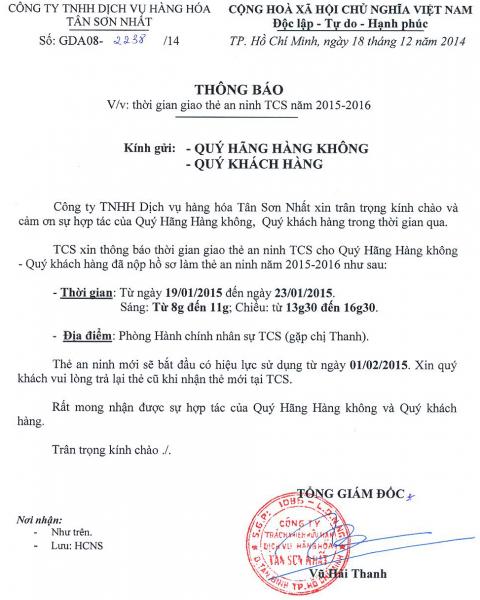 CÔNG TY TNHH DỊCH VỤ HÀNG HÓA
TÂN SƠN NHẤT
Số: GDA08- 2238 /14
CỘNG HOÀ XÃ HỘI CHỦ NGHĨA VIỆT NAM
Độc lập - Tự do - Hạnh phúc
TP. Hồ Chí Minh, ngày 18 tháng 12 năm 2014
THÔNG BÁO
V/v: thời gian giao thẻ an ninh TCS năm 2015-2016
Kính gửi: - QUÝ HÃNG HÀNG KHÔNG
- QUÝ KHÁCH HÀNG
Công ty TNHH Dịch vụ hàng hóa Tân Sơn Nhất xin trân trọng kính chào và
cảm ơn sự hợp tác của Quý Hãng Hàng không, Quý khách hàng trong thời gian qua.
TCS xin thông báo thời gian giao thẻ an ninh TCS cho Quý Hãng Hàng không
- Quý khách hàng đã nộp hồ sơ làm thẻ an ninh năm 2015-2016 như sau:
- Thời gian: Từ ngày 19/01/2015 đến ngày 23/01/2015.
Sáng: Từ 8g đến 11g; Chiều: từ 13g30 đến 16g30.
- Địa điểm: Phòng Hành chính nhân sự TCS (gặp chị Thanh).
Thẻ an ninh mới sẽ bắt đầu có hiệu lực sử dụng từ ngày 01/02/2015. Xin quý
khách vui lòng trả lại thẻ cũ khi nhận thẻ mới tại TCS.
Rất mong nhận được sự hợp tác của Quý Hãng Hàng không và Quý khách
hàng.
Trân trọng kính chào ./.
TỔNG GIÁM ĐỐC
Nơi nhận:
- Như trên.
- Lưu: HCNS
CÔNG TY
TRÁCH NHIỆM HỮU HẠN
DỊCH VỤ HÀNG HÓA
TÂN SƠN NHẤT
Q. TÂN BÌNH T.P. HỒ CHÍ MINH
Vũ Hải Thanh